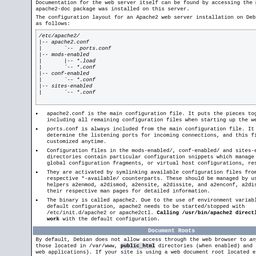 Documentation for the web server itself can be found by accessing the
apache2-doc package was installed on this server.
The configuration layout for an Apache2 web server installation on Deb
as follows:
/etc/apache2/
|-- apache2.conf
|       `--  ports.conf
|-- mods-enabled
|       |-- *.load
|       `-- *.conf
|-- conf-enabled
|       `-- *.conf
|-- sites-enabled
|       `-- *.conf
• apache2.conf is the main configuration file. It puts the pieces tog
including all remaining configuration files when starting up the we
• ports.conf is always included from the main configuration file. It
determine the listening ports for incoming connections, and this fi
customized anytime.
• Configuration files in the mods-enabled/, conf-enabled/ and sites-e
directories contain particular configuration snippets which manage
global configuration fragments, or virtual host configurations, res
• They are activated by symlinking available configuration files from
respective *-available/ counterparts. These should be managed by us
helpers a2enmod, a2dismod, a2ensite, a2dissite, and a2enconf, a2dis
their respective man pages for detailed information.
• The binary is called apache2. Due to the use of environment variabl
default configuration, apache2 needs to be started/stopped with
/etc/init.d/apache2 or apache2ctl. Calling /usr/bin/apache2 directl
work with the default configuration.
Document Roots
By default, Debian does not allow access through the web browser to any
those located in /var/www, public_html directories (when enabled) and
web applications). If your site is using a web document root located e